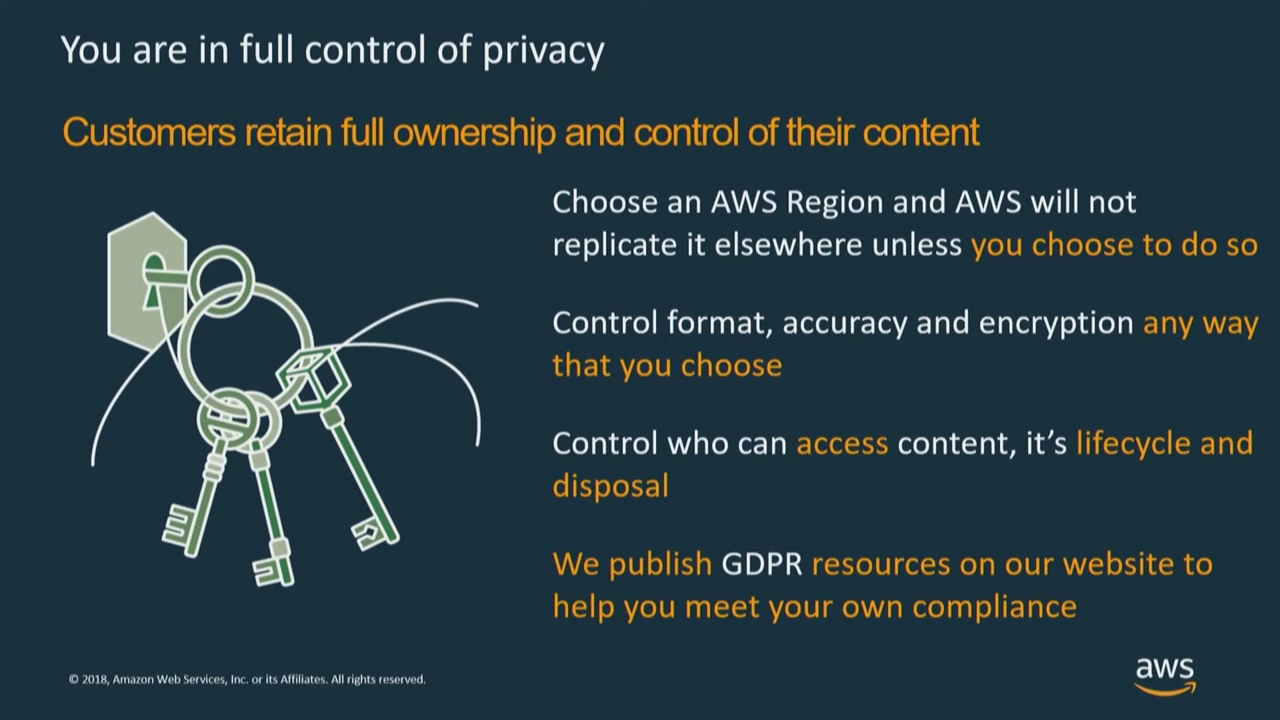 You are in full control of privacy
Customers retain full ownership and control of their content
Choose an AWS Region and AWS will not
replicate it elsewhere unless you choose to do so
Control format, accuracy and encryption any way
that you choose
Control who can access content, it’s lifecycle and
disposal
We publish GDPR resources on our website to
help you meet your own compliance
© 2018, Amazon Web Services, Inc. or its Affiliates. All rights reserved.
aws